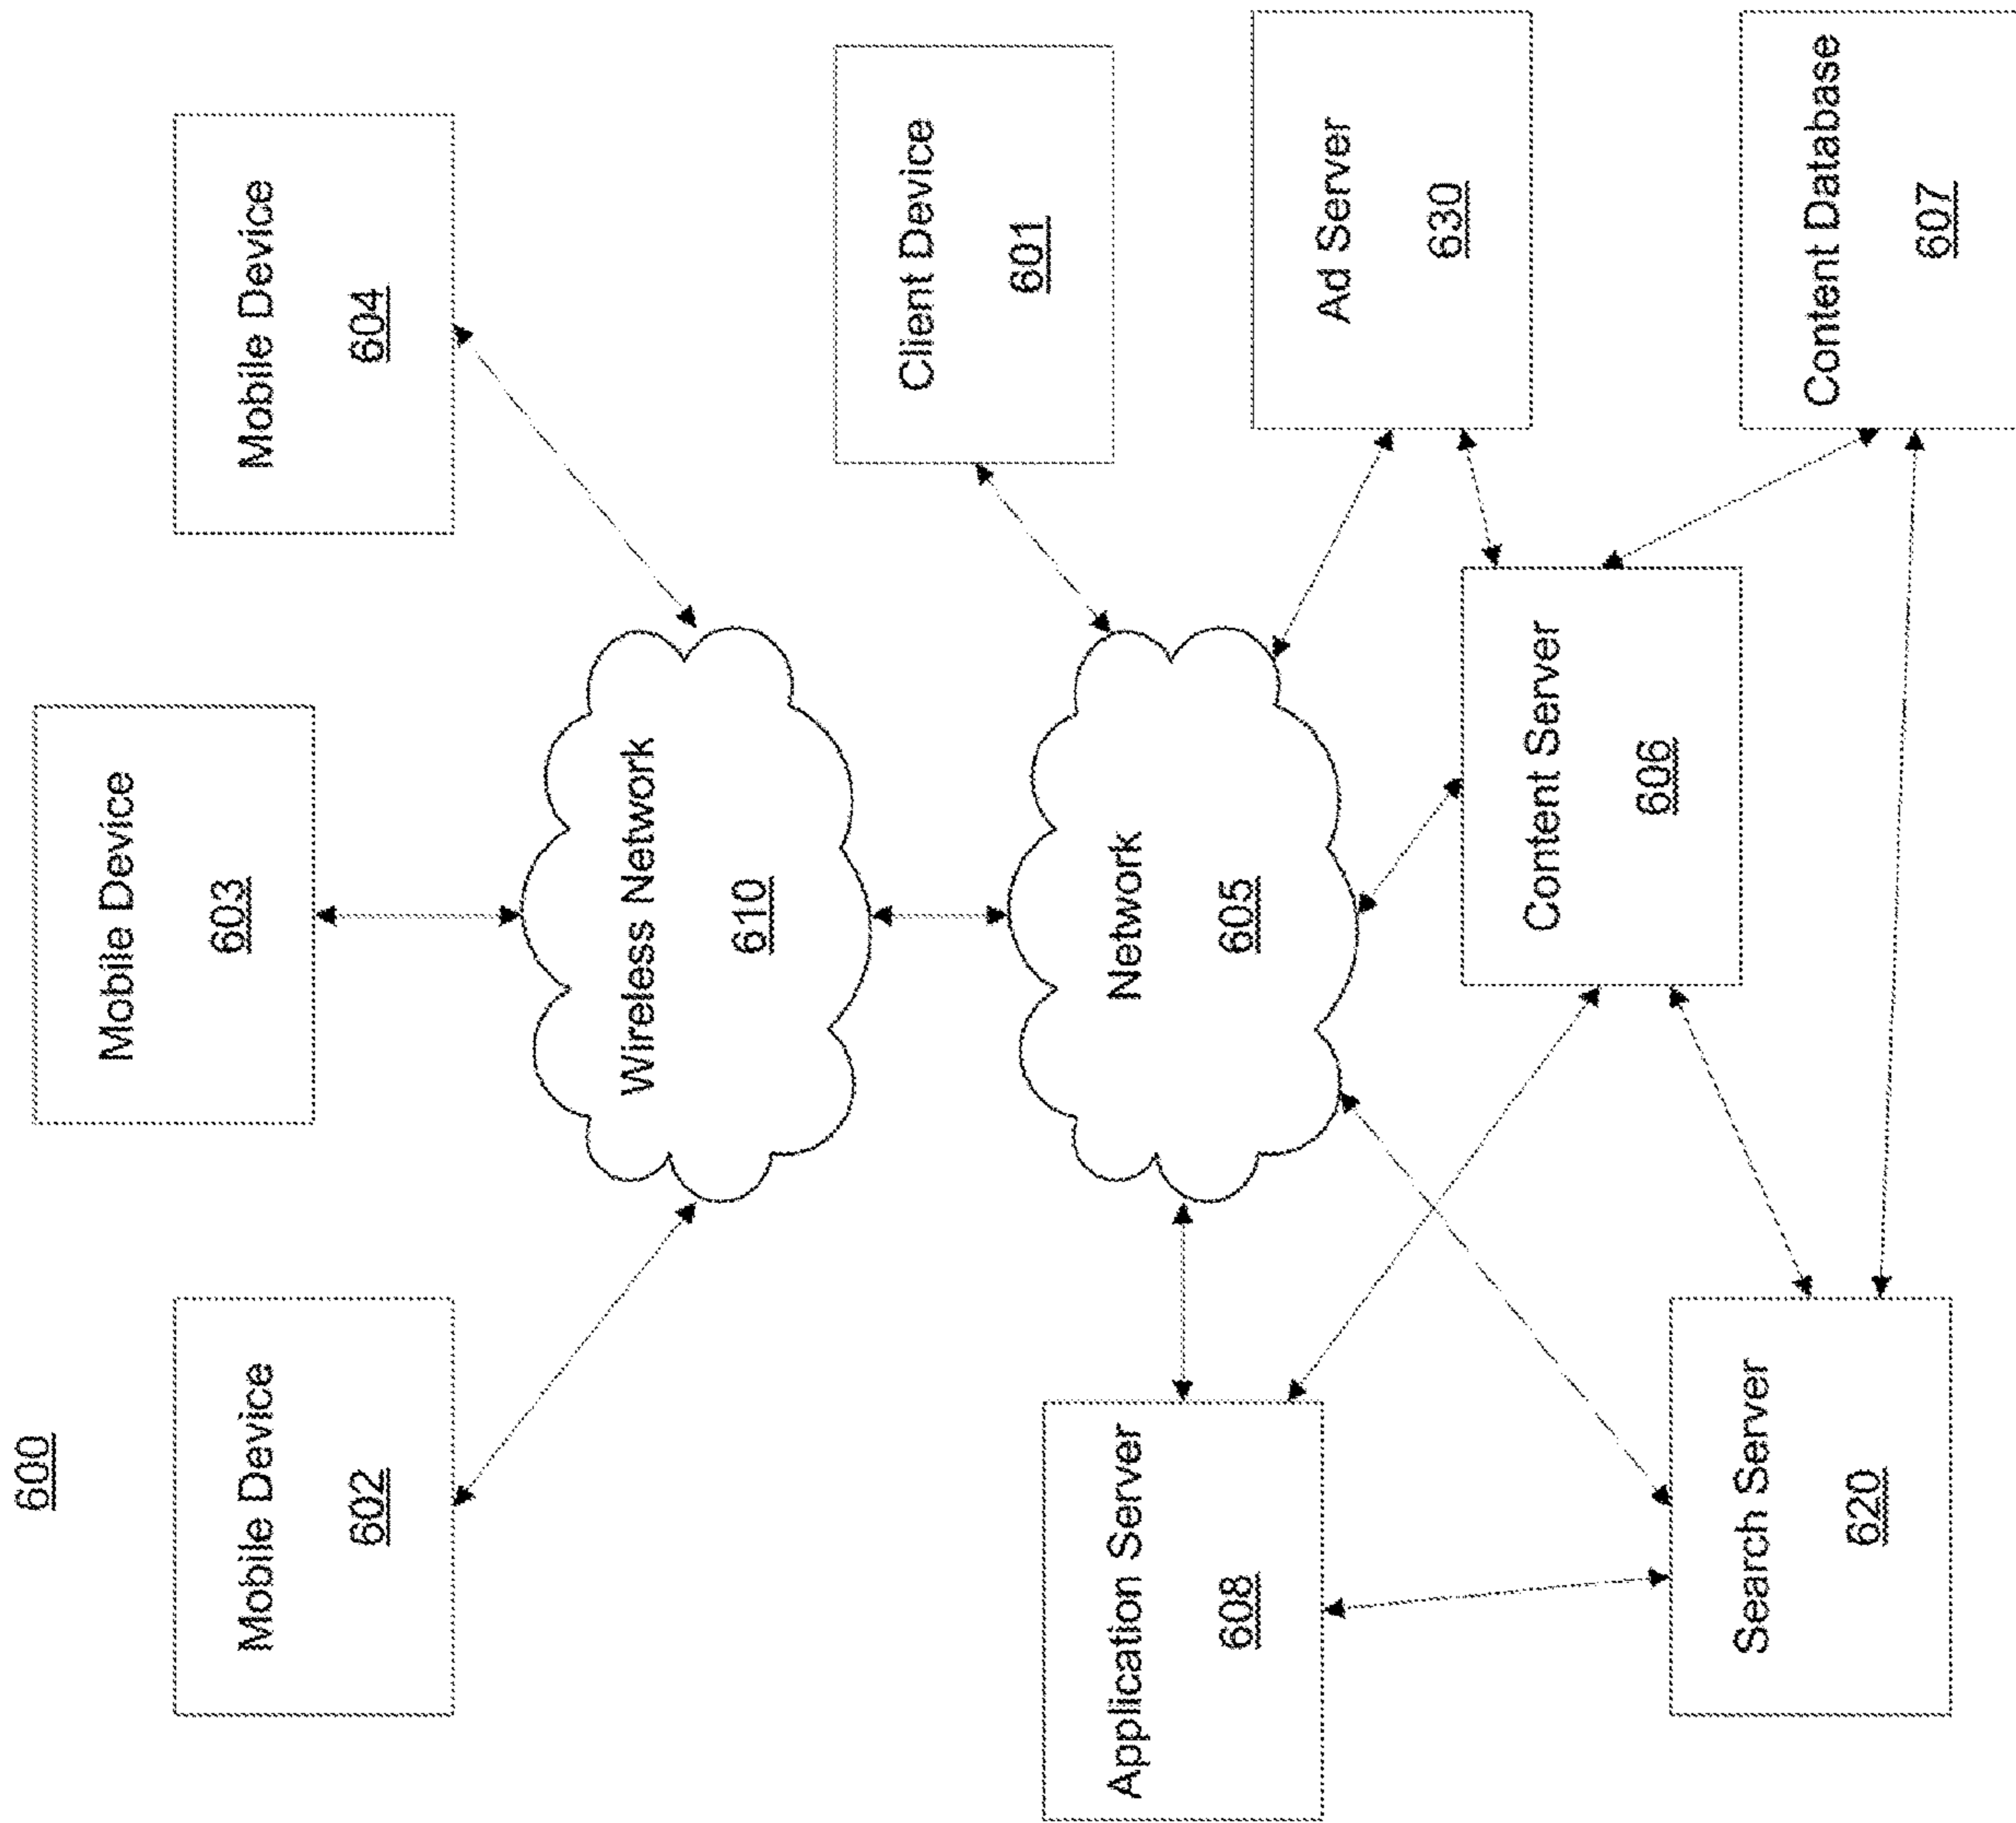 600
Mobile Device
602
Mobile Device
603
Mobile Device
604
Wireless Network
610
Network
605
Client Device
601
Application Server
608
Ad Server
630
Content Server
606
Search Server
620
Content Database
607